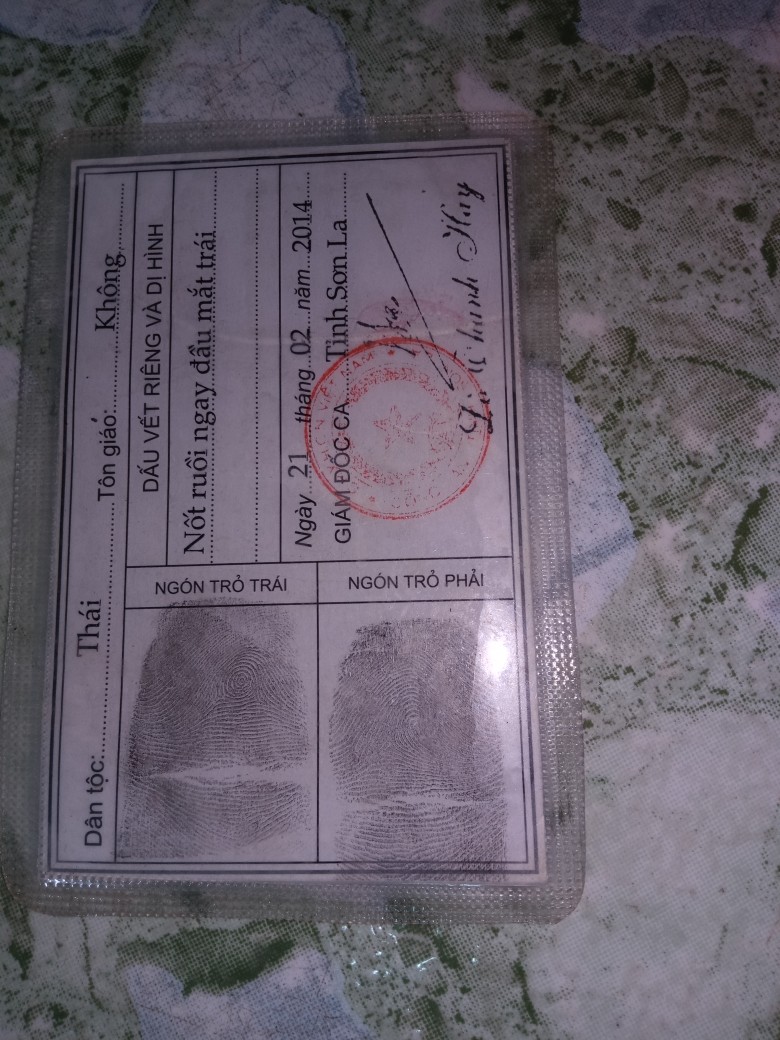 Dân tộc: Thái Tôn giáo: Không
DẤU VẾT RIÊNG VÀ DỊ HÌNH
Nốt ruồi ngay đầu mắt trái
Ngày 21 tháng 02 năm 2014
GIÁM ĐỐC CA Tỉnh Sơn La
Huy
NGÓN TRỎ TRÁI
NGÓN TRỎ PHẢI